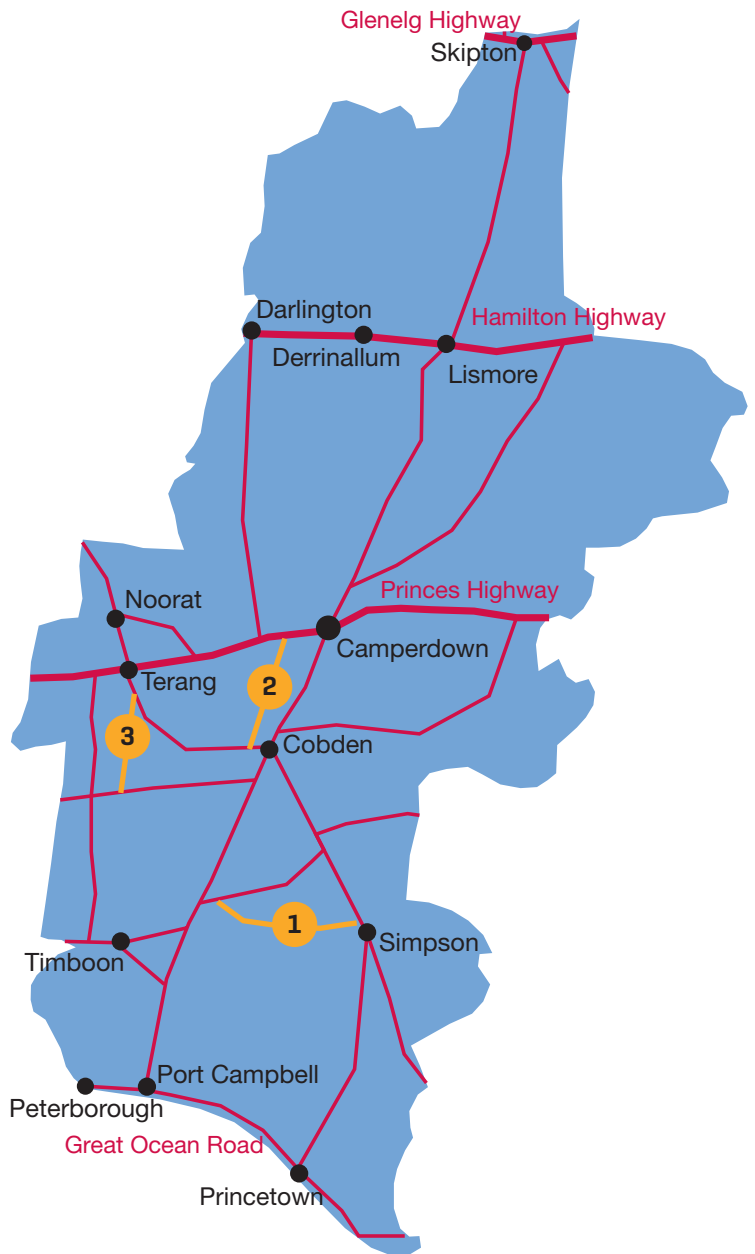 Glenelg Highway
Skipton
Darlington
Hamilton Highway
Derrinallum
Lismore
Princes Highway
Noorat
Camperdown
Terang
2
3
Cobden
1
Simpson
Timboon
Port Campbell
Peterborough
Great Ocean Road
Princetown